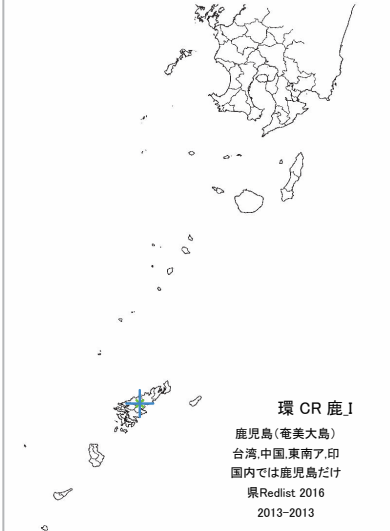 環 CR 鹿_I
鹿児島(奄美大島)
台湾,中国,東南ア,印
国内では鹿児島だけ
県Redlist 2016
2013-2013